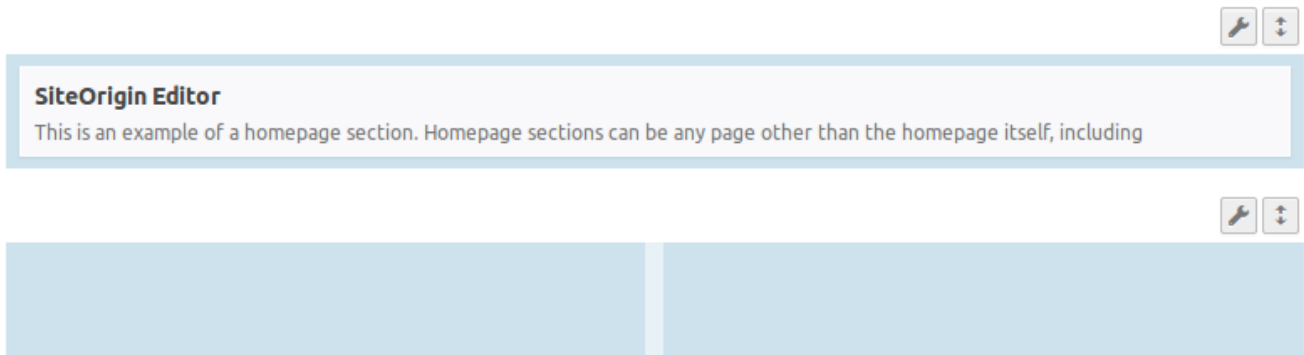 SiteOrigin Editor
This is an example of a homepage section. Homepage sections can be any page other than the homepage itself, including